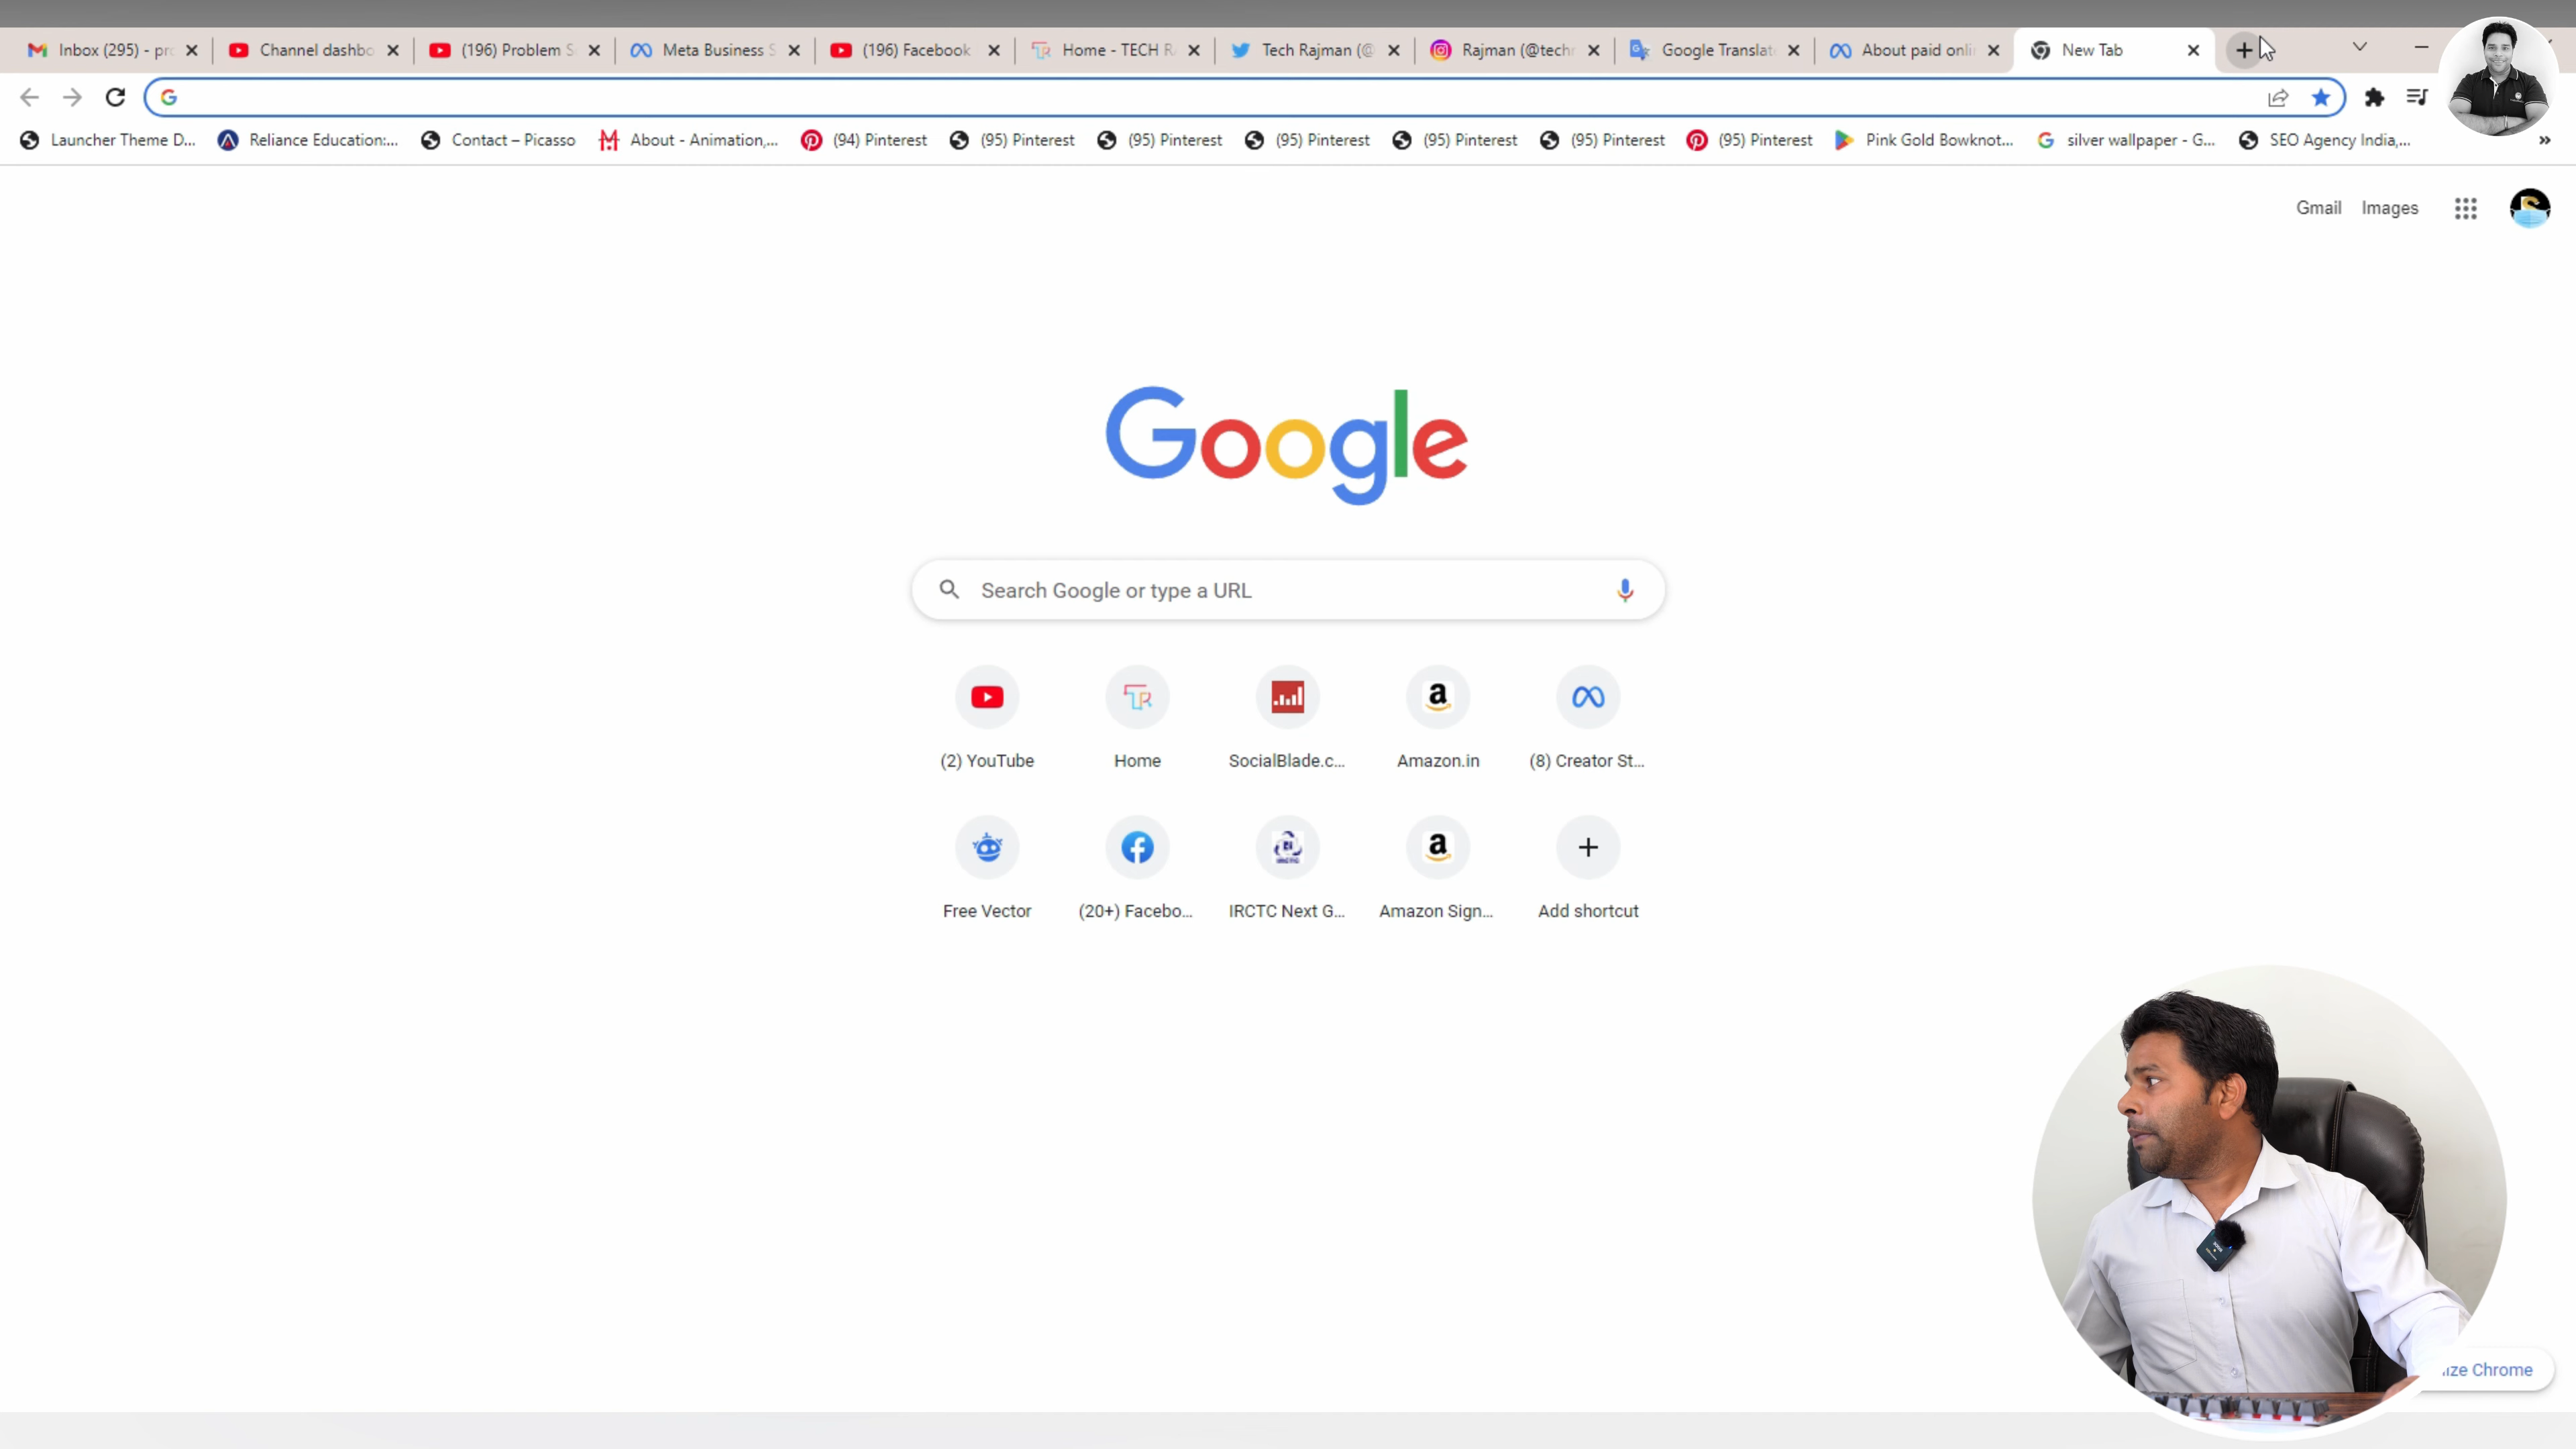 Inbox (295) - pr
Channel dashbo
(196) Problem S
Meta Business S
(196) Facebook
Home - TECH R
Tech Rajman (@
Rajman (@techr
Google Translat
About paid onli
New Tab
Launcher Theme D...
Reliance Education:...
Contact – Picasso
About - Animation,...
(94) Pinterest
(95) Pinterest
(95) Pinterest
(95) Pinterest
(95) Pinterest
(95) Pinterest
(95) Pinterest
Pink Gold Bowknot...
silver wallpaper - G...
SEO Agency India,...
Gmail
Images
Google
Search Google or type a URL
(2) YouTube
Home
SocialBlade.c...
Amazon.in
(8) Creator St...
Free Vector
(20+) Facebo...
IRCTC Next G...
Amazon Sign...
Add shortcut
ize Chrome